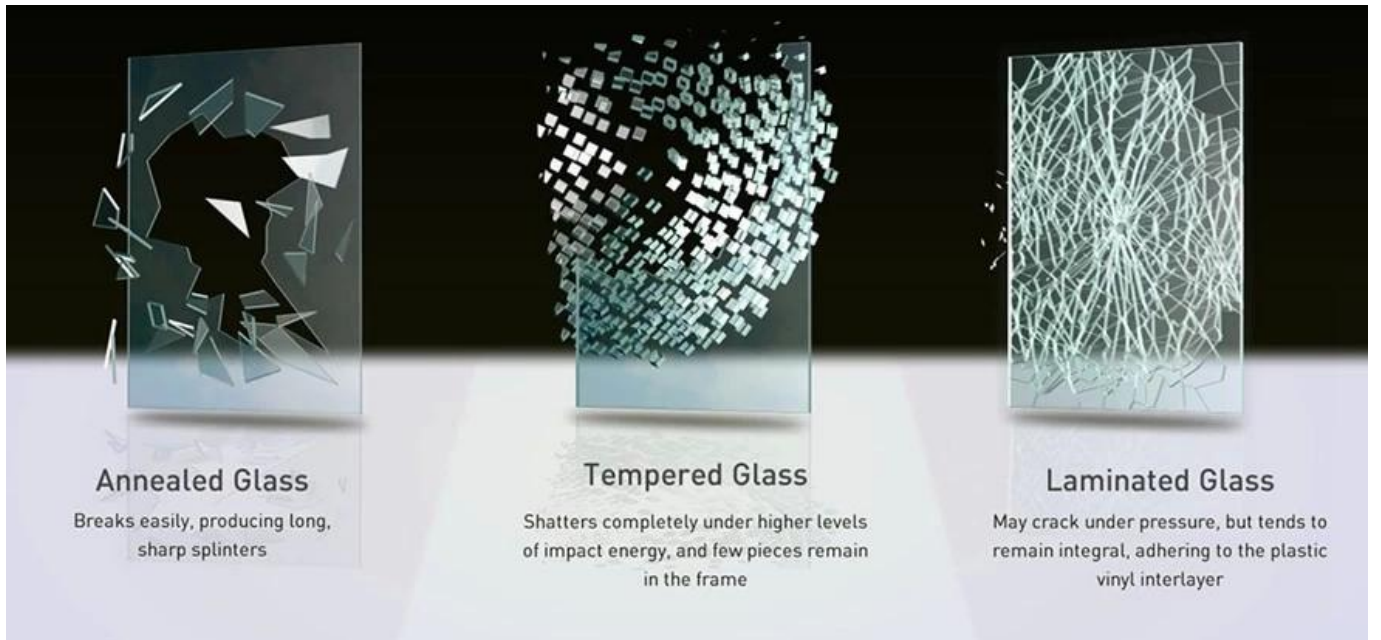 Annealed Glass
Breaks easily, producing long,
sharp splinters
Tempered Glass
Shatters completely under higher levels
of impact energy, and few pieces remain
in the frame
Laminated Glass
May crack under pressure, but tends to
remain integral, adhering to the plastic
vinyl interlayer